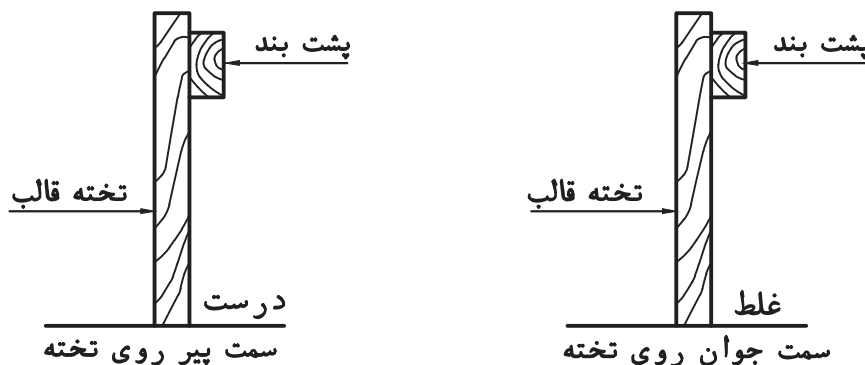 پشت بند
تخته قالب
درست
سمت پیر روی تخته
پشت بند
تخته قالب
غلط
سمت جوان روی تخته